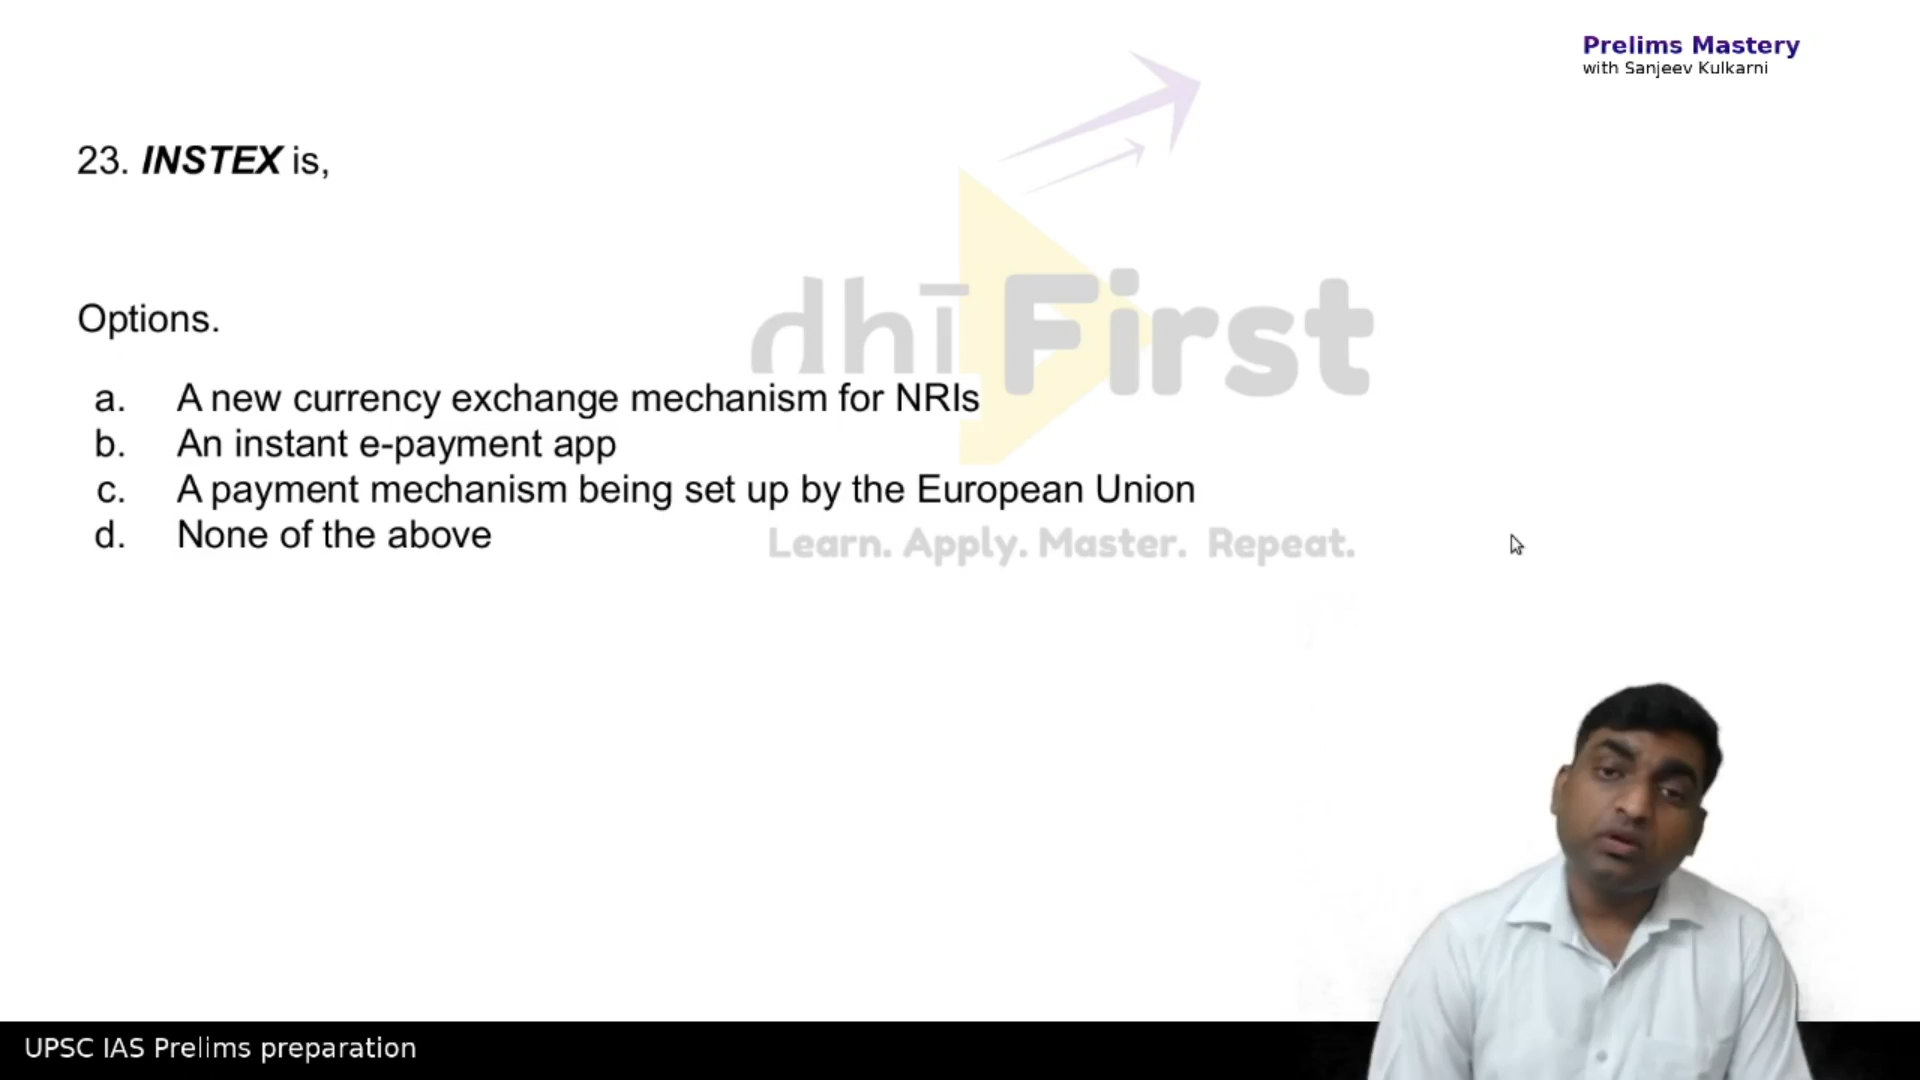 Prelims Mastery
with Sanjeev Kulkarni
23. INSTEX is,
Options.
a. A new currency exchange mechanism for NRIs
b. An instant e-payment app
c. A payment mechanism being set up by the European Union
d. None of the above
dhī First
Learn. Apply. Master. Repeat.
UPSC IAS Prelims preparation